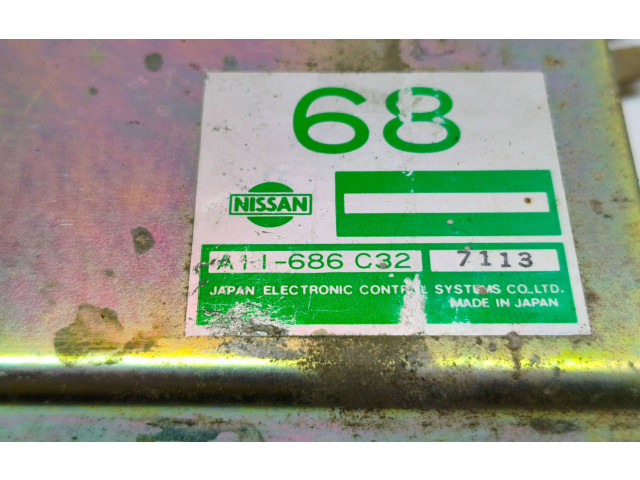 68
NISSAN
A11-686 C32 7113
JAPAN ELECTRONIC CONTROL SYSTEMS CO.,LTD.
MADE IN JAPAN